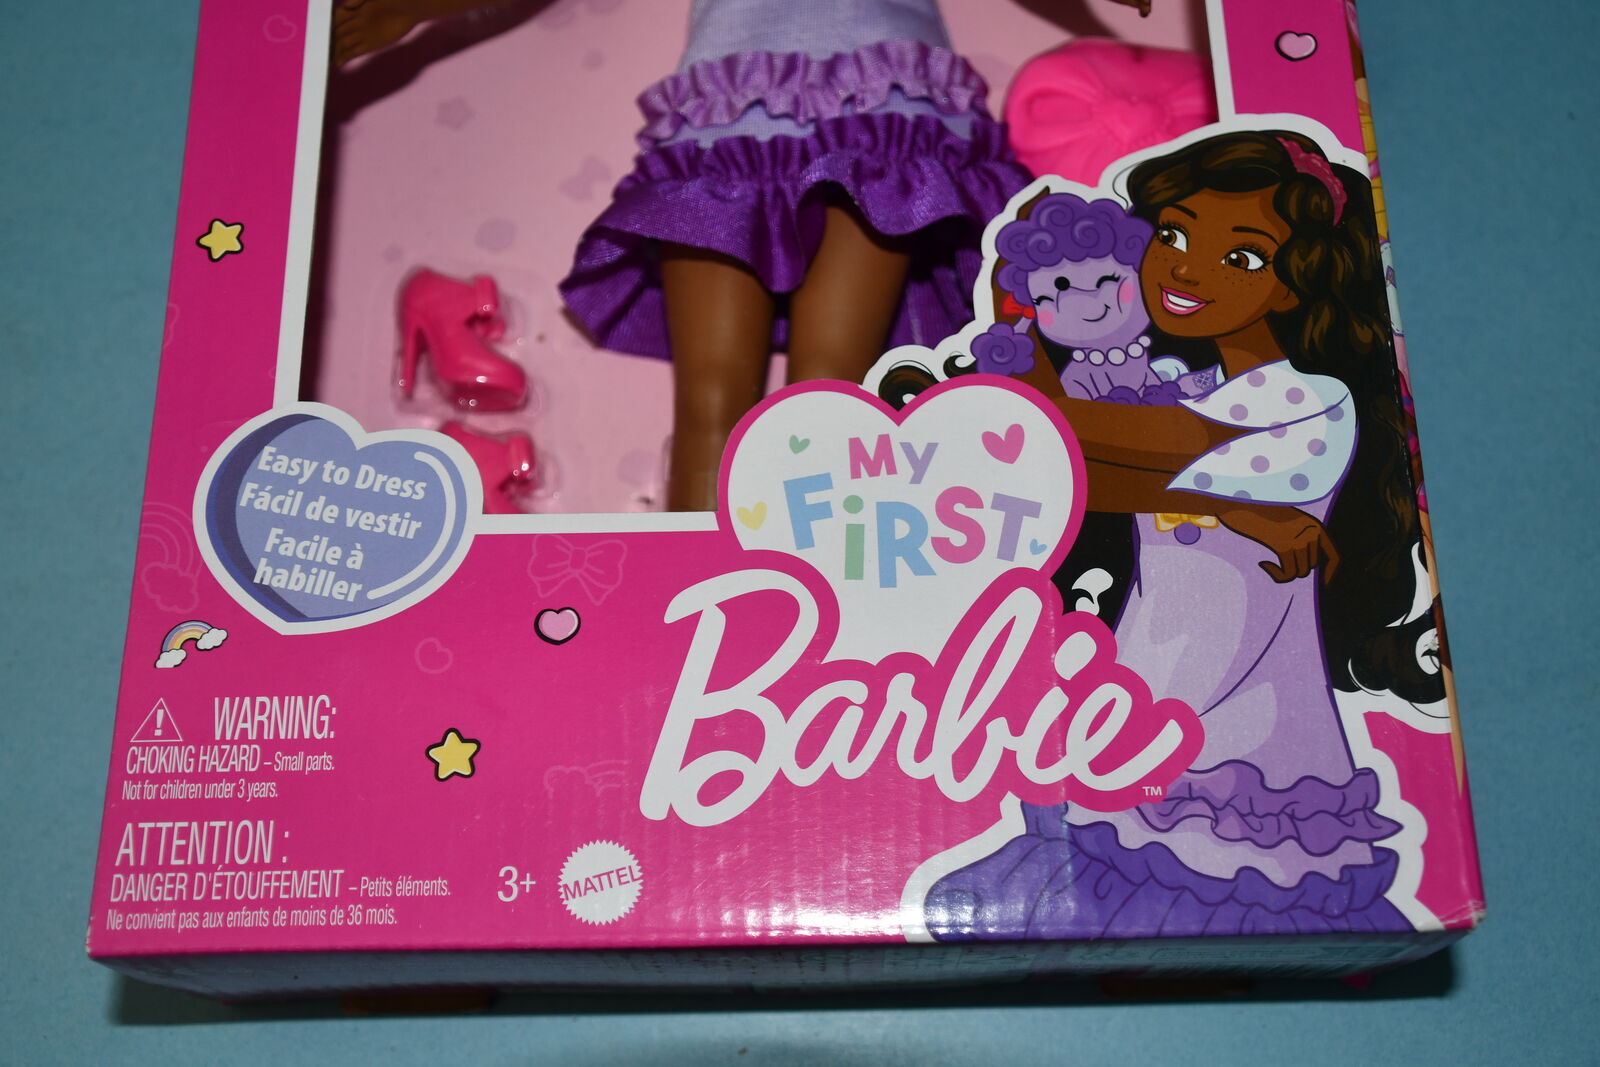 Easy to Dress
Fácil de vestir
Facile à
habiller
My
FiRST
Barbie
TM
WARNING:
CHOKING HAZARD – Small parts.
Not for children under 3 years.
ATTENTION :
DANGER D'ÉTOUFFEMENT – Petits éléments.
Ne convient pas aux enfants de moins de 36 mois.
3+
MATTEL